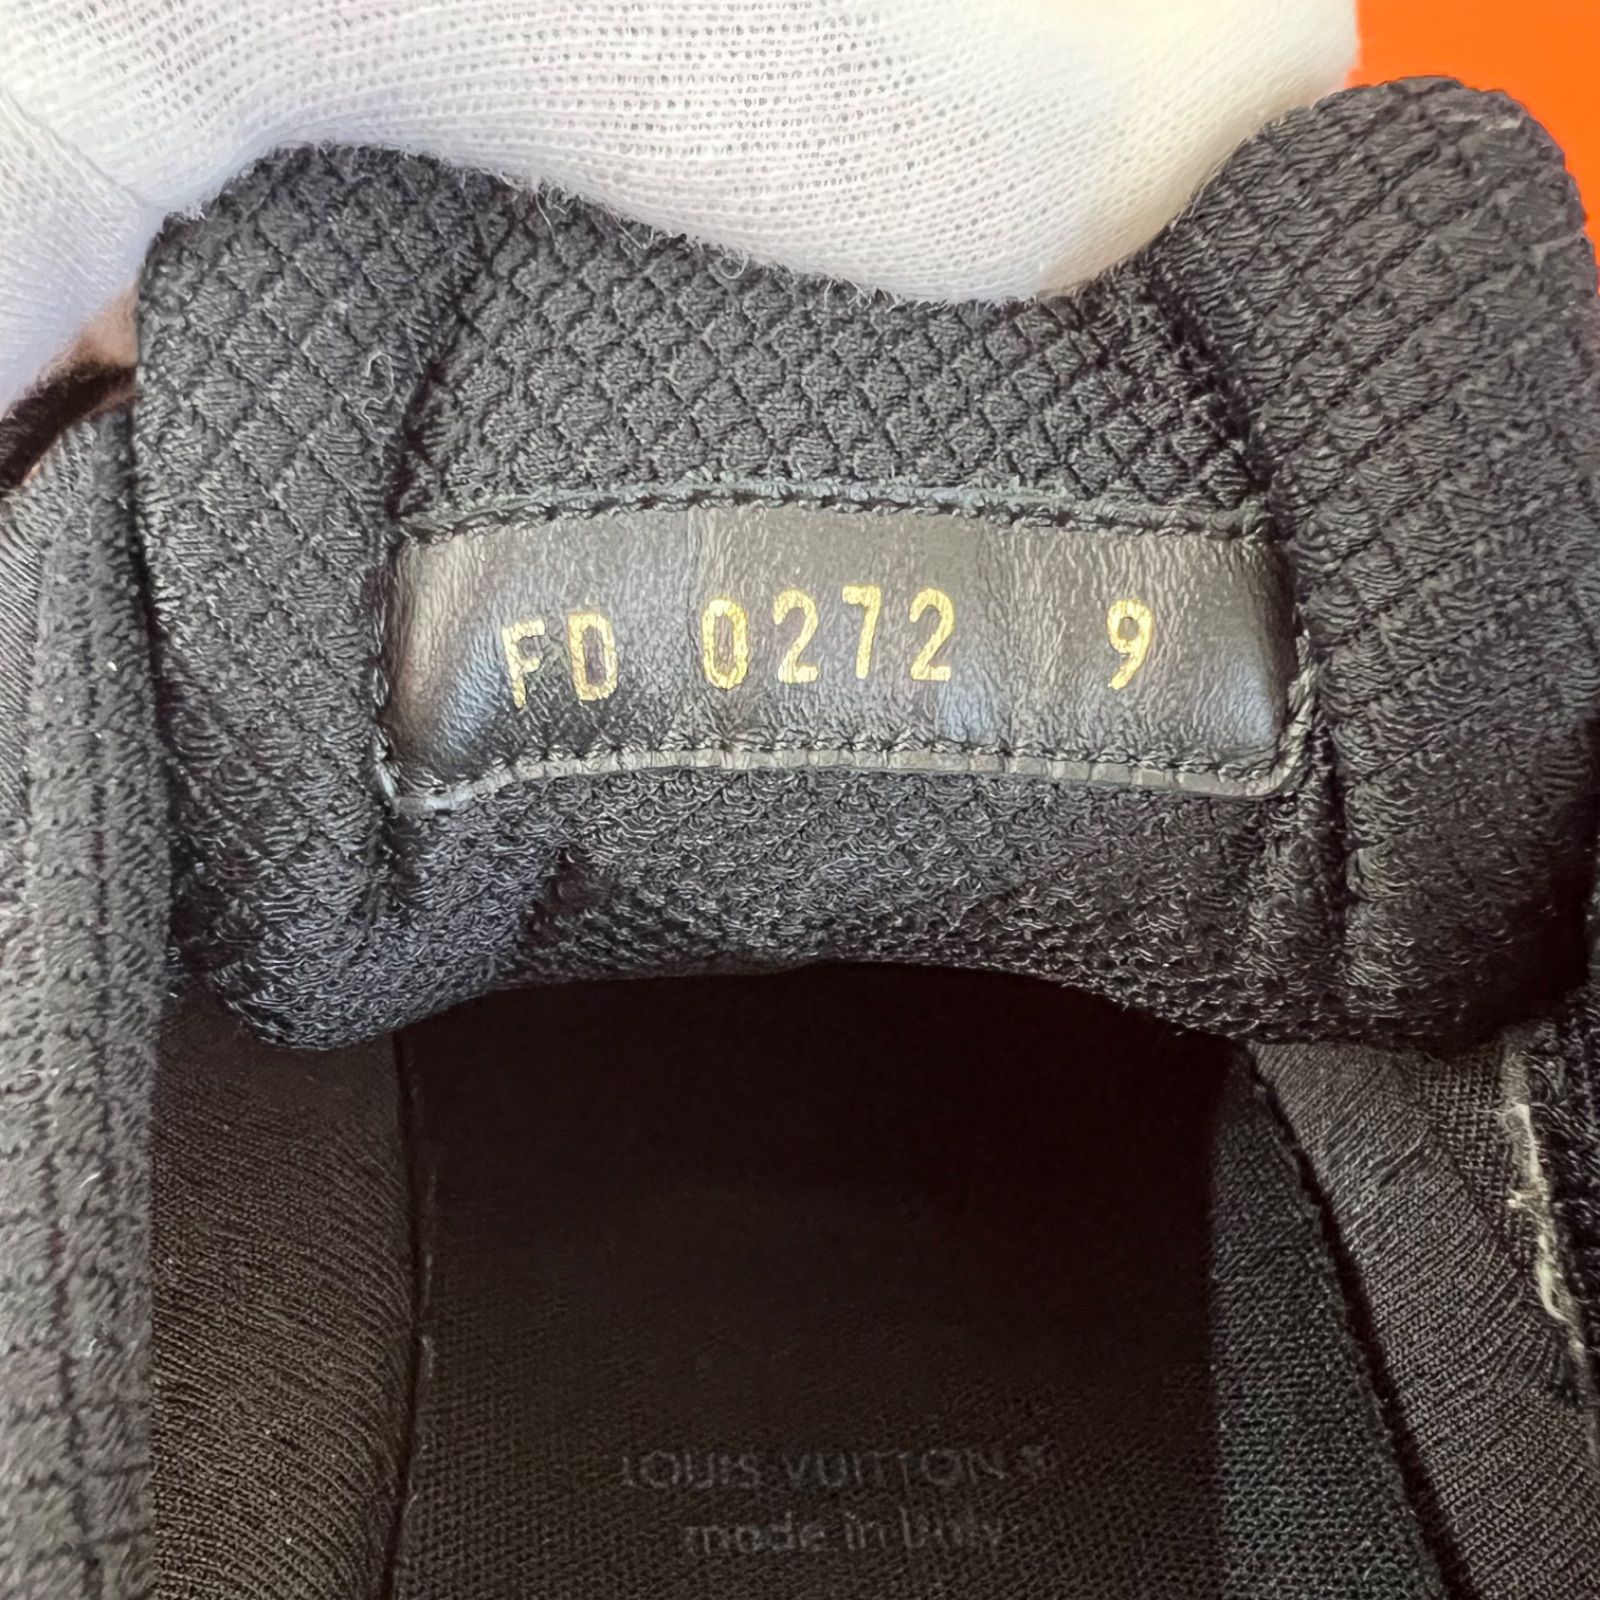 FD 0272 9
LOUIS VUITTON®
made in Italy